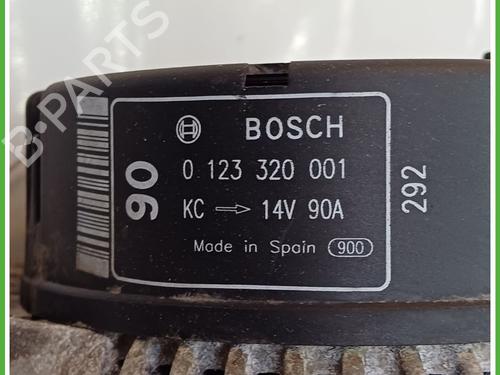 BOSCH
90
0 123 320 001
KC → 14V 90A
Made in Spain 900
292
B-PARTS